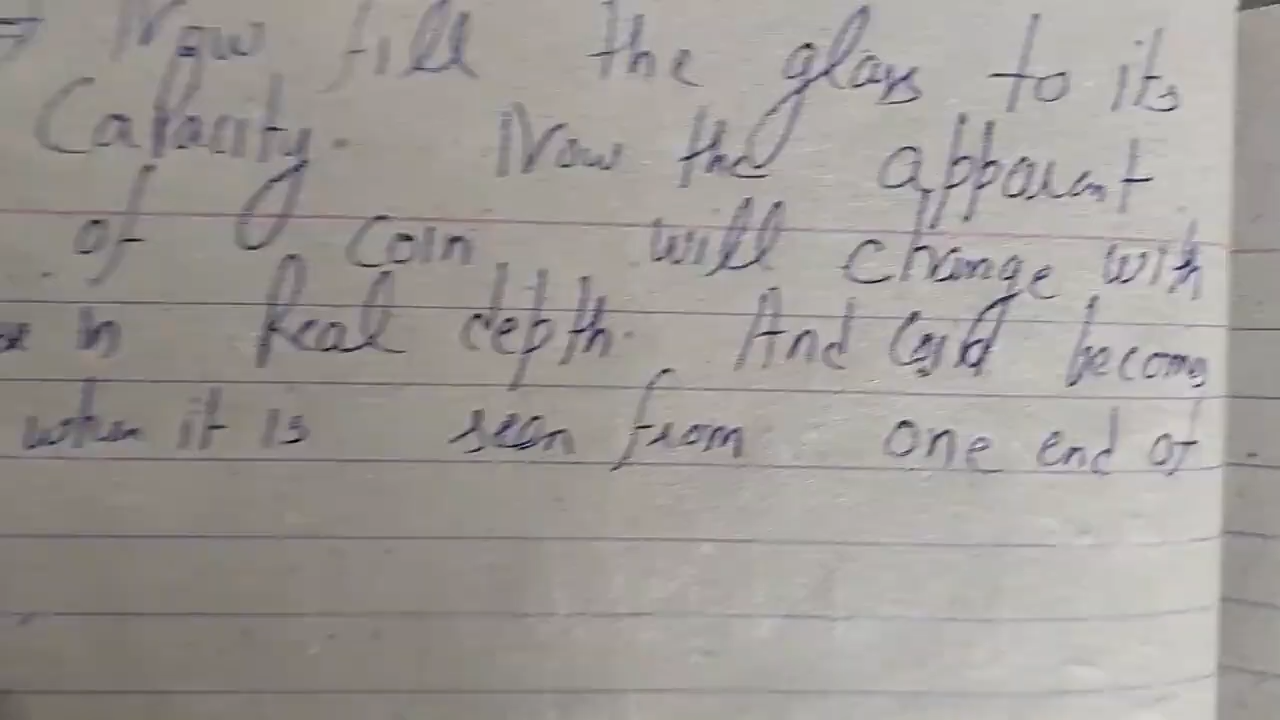 Now fill the glass to its
Capacity. Now the apparent
of coin will change with
in Real depth. And become
when it is seen from one end of